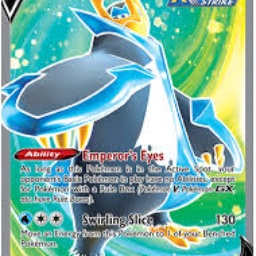 STRIKE
Ability Emperor's Eyes
As long as this Pokémon is in the Active Spot, your
opponent's Basic Pokémon in play have no Abilities, except
for Pokémon with a Rule Box (Pokémon V, Pokémon-GX,
etc. have Rule Boxes).
Swirling Slice 130
Move an Energy from this Pokémon to 1 of your Benched
Pokémon.